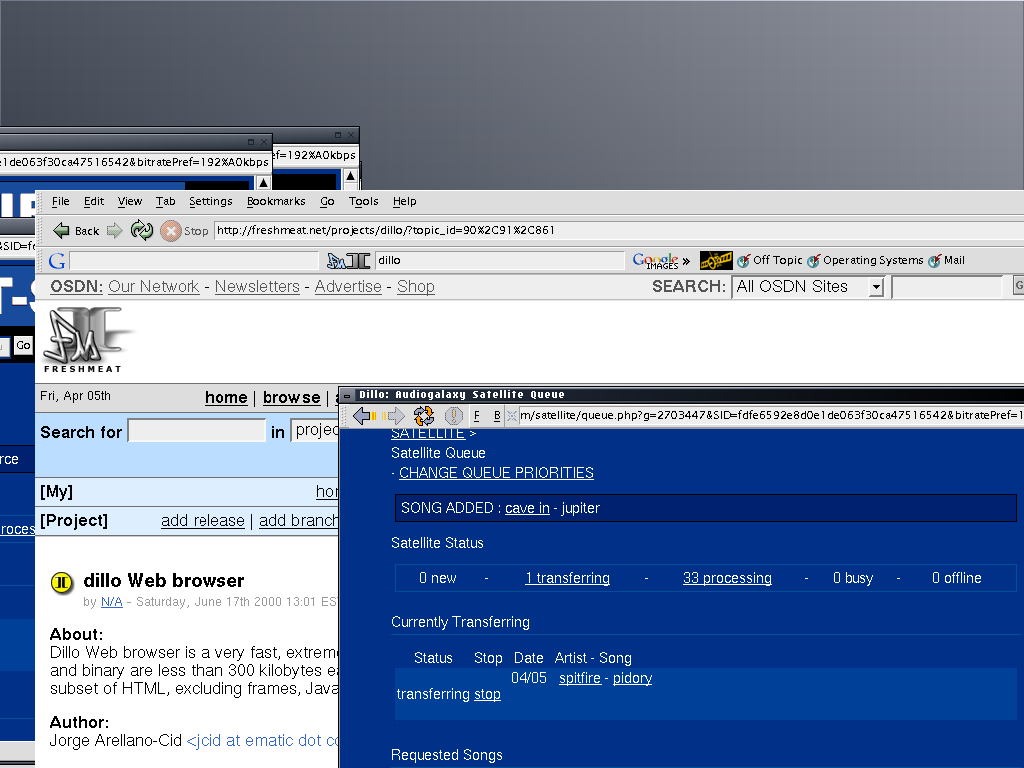 ef=192%A0kbps
e1de063f30ca47516542&bitratePref=192%A0kbps
File Edit View Tab Settings Bookmarks Go Tools Help
Back Stop http://freshmeat.net/projects/dillo/?topic_id=90%2C91%2C861
&SID=fe
G dillo Google IMAGES » Off Topic Operating Systems Mail
OSDN: Our Network - Newsletters - Advertise - Shop SEARCH: All OSDN Sites G
T-S
Go
FRESHMEAT
Fri, Apr 05th home | browse |
Dillo: Audiogalaxy Satellite Queue
F B m/satellite/queue.php?g=2703447&SID=fdfe6592e8d0e1de063f30ca47516542&bitratePref=1
Search for in projec
SATELLITE >
Satellite Queue
- CHANGE QUEUE PRIORITIES
rce
[My] hor
SONG ADDED : cave in - jupiter
[Project] add release | add branch
roces
Satellite Status
0 new - 1 transferring - 33 processing - 0 busy - 0 offline
dillo Web browser
by N/A - Saturday, June 17th 2000 13:01 EST
Currently Transferring
About:
Dillo Web browser is a very fast, extreme
and binary are less than 300 kilobytes ea
subset of HTML, excluding frames, Java
Status Stop Date Artist - Song
04/05 spitfire - pidory
transferring stop
Author:
Jorge Arellano-Cid <jcid at ematic dot co
Requested Songs